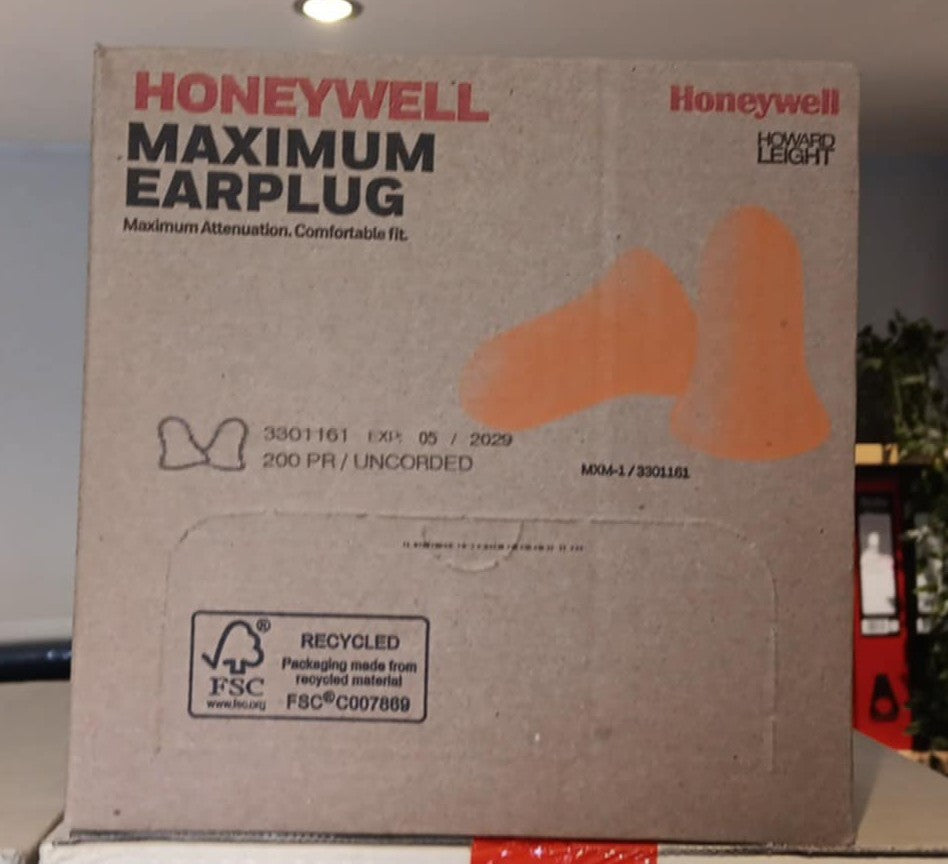 HONEYWELL
MAXIMUM
EARPLUG
Maximum Attenuation. Comfortable fit.
Honeywell
HOWARD
LEIGHT
3301161 EXP: 05 / 2029
200 PR / UNCORDED
MXM-1 / 3301161
FSC®
www.fsc.org
RECYCLED
Packaging made from
recycled material
FSC®C007869